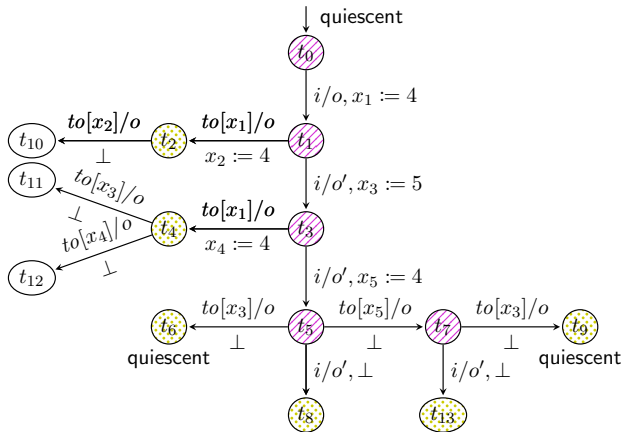 quiescent
t₀
i/o, x₁ := 4
to[x₂]/o
to[x₁]/o
t₁₀
t₂
t₁
⊥
x₂ := 4
t₁₁
to[x₃]/o
i/o′, x₃ := 5
⊥
to[x₁]/o
to[x₄]/o
t₄
t₃
x₄ := 4
⊥
t₁₂
i/o′, x₅ := 4
to[x₃]/o
to[x₅]/o
to[x₃]/o
t₆
t₅
t₇
t₉
⊥
⊥
⊥
quiescent
quiescent
i/o′, ⊥
i/o′, ⊥
t₈
t₁₃